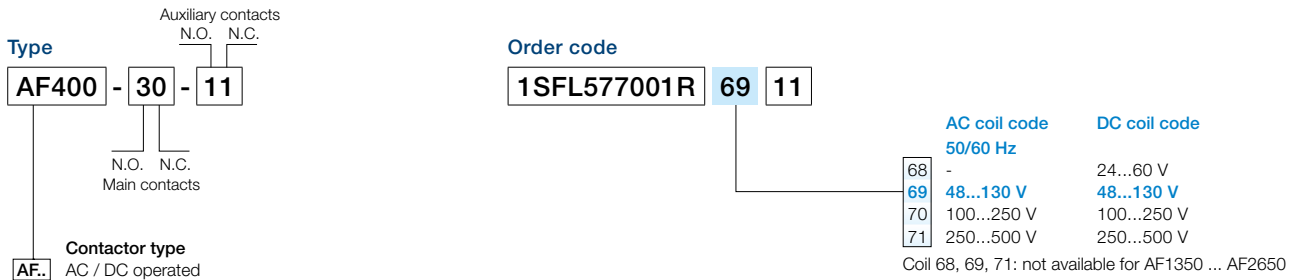 Auxiliary contacts
N.O. N.C.
Type
AF400 - 30 - 11
N.O. N.C.
Main contacts
Contactor type
AF.. AC / DC operated
Order code
1SFL577001R 69 11
AC coil code DC coil code
50/60 Hz
68 - 24...60 V
69 48...130 V 48...130 V
70 100...250 V 100...250 V
71 250...500 V 250...500 V
Coil 68, 69, 71: not available for AF1350 ... AF2650